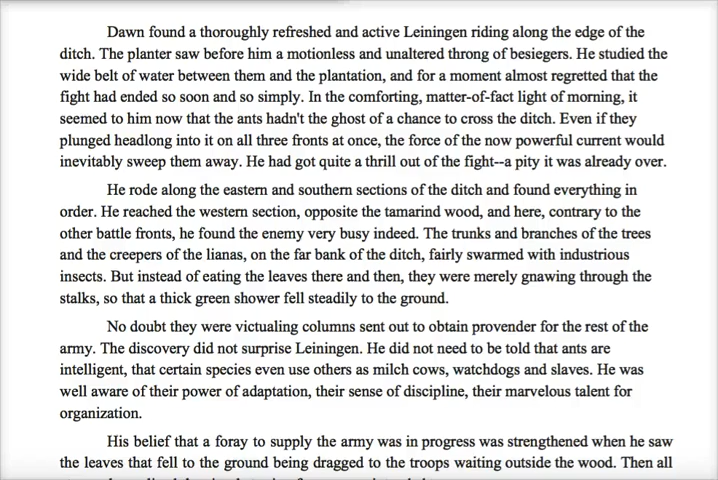 Dawn found a thoroughly refreshed and active Leiningen riding along the edge of the
ditch. The planter saw before him a motionless and unaltered throng of besiegers. He studied the
wide belt of water between them and the plantation, and for a moment almost regretted that the
fight had ended so soon and so simply. In the comforting, matter-of-fact light of morning, it
seemed to him now that the ants hadn't the ghost of a chance to cross the ditch. Even if they
plunged headlong into it on all three fronts at once, the force of the now powerful current would
inevitably sweep them away. He had got quite a thrill out of the fight--a pity it was already over.
He rode along the eastern and southern sections of the ditch and found everything in
order. He reached the western section, opposite the tamarind wood, and here, contrary to the
other battle fronts, he found the enemy very busy indeed. The trunks and branches of the trees
and the creepers of the lianas, on the far bank of the ditch, fairly swarmed with industrious
insects. But instead of eating the leaves there and then, they were merely gnawing through the
stalks, so that a thick green shower fell steadily to the ground.
No doubt they were victualing columns sent out to obtain provender for the rest of the
army. The discovery did not surprise Leiningen. He did not need to be told that ants are
intelligent, that certain species even use others as milch cows, watchdogs and slaves. He was
well aware of their power of adaptation, their sense of discipline, their marvelous talent for
organization.
His belief that a foray to supply the army was in progress was strengthened when he saw
the leaves that fell to the ground being dragged to the troops waiting outside the wood. Then all